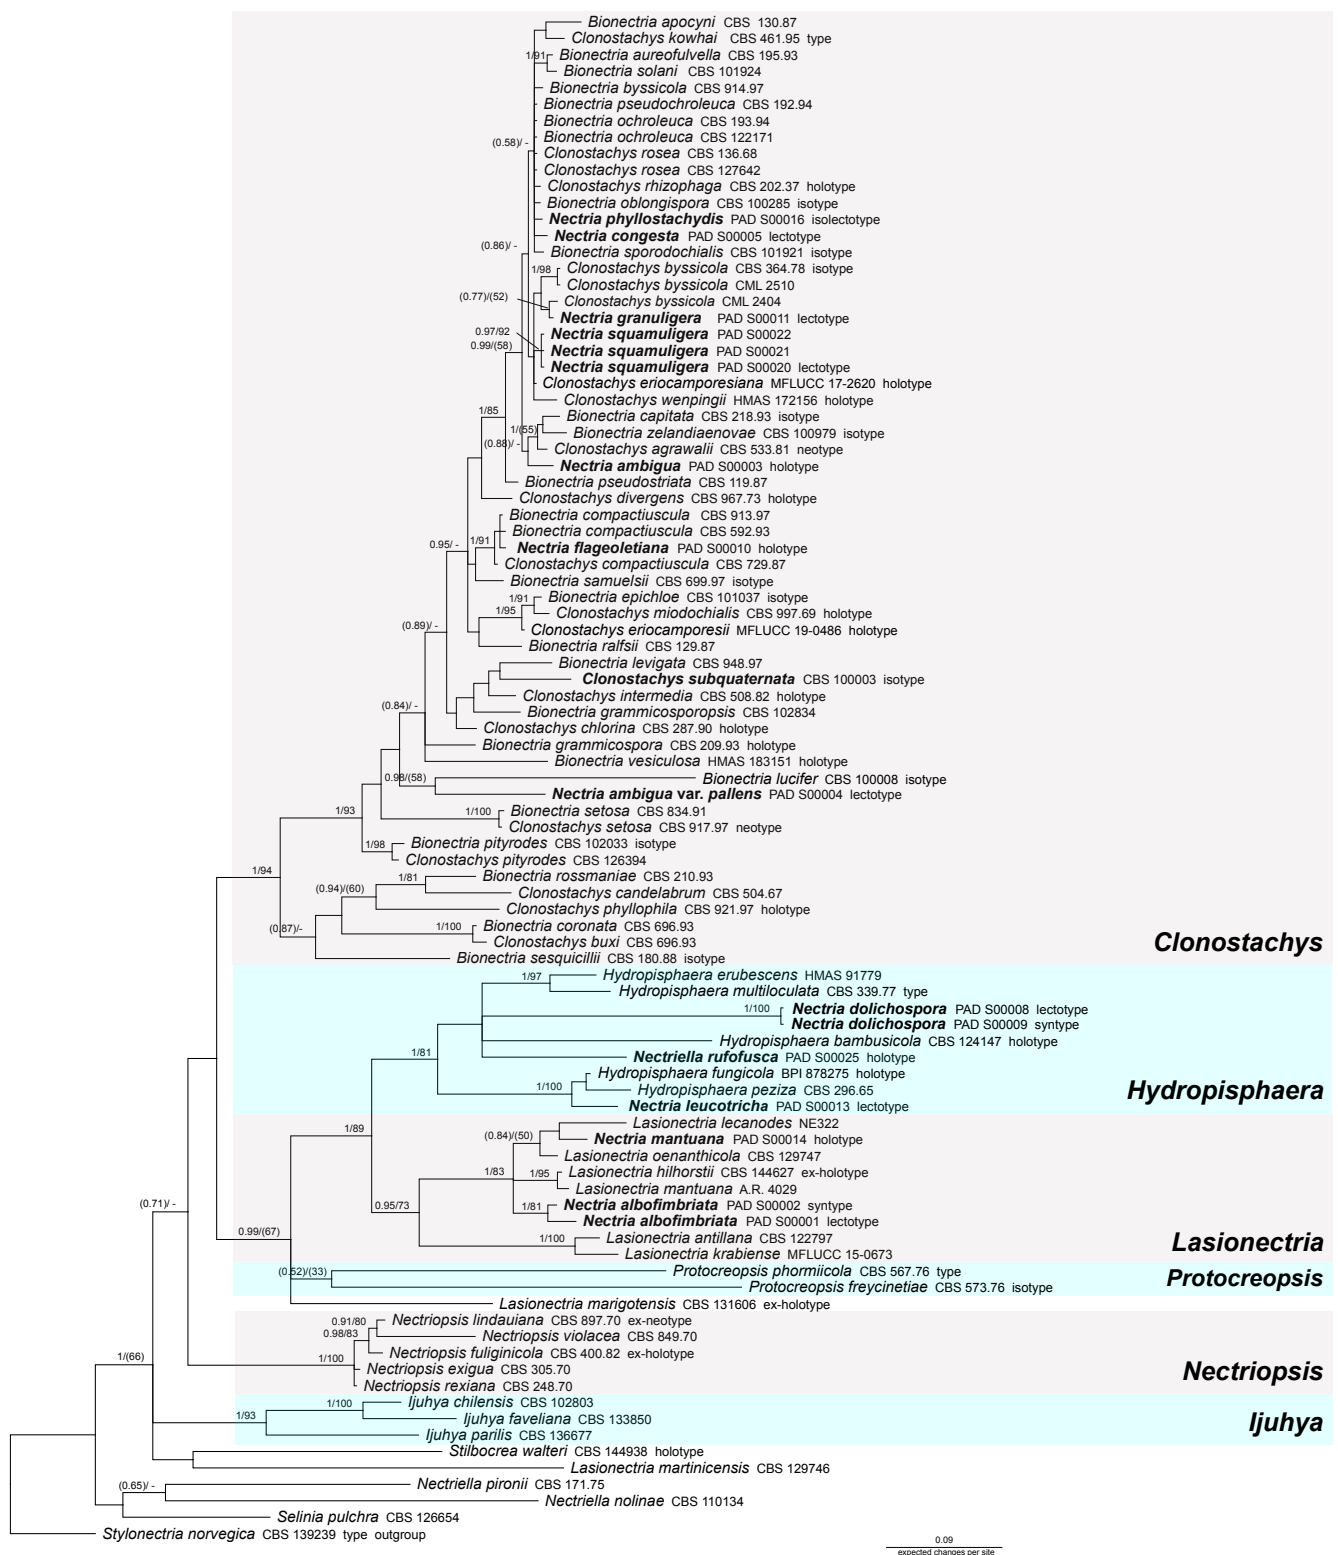 Bionectria apocyni CBS 130.87
Clonostachys kowhai CBS 461.95 type
1/91
Bionectria aureofulvella CBS 195.93
Bionectria solani CBS 101924
Bionectria byssicola CBS 914.97
Bionectria pseudochroleuca CBS 192.94
Bionectria ochroleuca CBS 193.94
Bionectria ochroleuca CBS 122171
(0.58)/ -
Clonostachys rosea CBS 136.68
Clonostachys rosea CBS 127642
Clonostachys rhizophaga CBS 202.37 holotype
Bionectria oblongispora CBS 100285 isotype
Nectria phyllostachydis PAD S00016 isolectotype
Nectria congesta PAD S00005 lectotype
(0.86)/ -
Bionectria sporodochialis CBS 101921 isotype
1/98
Clonostachys byssicola CBS 364.78 isotype
Clonostachys byssicola CML 2510
(0.77)/(52)
Clonostachys byssicola CML 2404
Nectria granuligera PAD S00011 lectotype
0.97/92
Nectria squamuligera PAD S00022
0.99/(58)
Nectria squamuligera PAD S00021
Nectria squamuligera PAD S00020 lectotype
Clonostachys eriocamporesiana MFLUCC 17-2620 holotype
Clonostachys wenpingii HMAS 172156 holotype
1/85
Bionectria capitata CBS 218.93 isotype
1/(55)
Bionectria zelandiaenovae CBS 100979 isotype
(0.88)/ -
Clonostachys agrawalii CBS 533.81 neotype
Nectria ambigua PAD S00003 holotype
Bionectria pseudostriata CBS 119.87
Clonostachys divergens CBS 967.73 holotype
Bionectria compactiuscula CBS 913.97
Bionectria compactiuscula CBS 592.93
0.95/ -
1/91
Nectria flageoletiana PAD S00010 holotype
Clonostachys compactiuscula CBS 729.87
Bionectria samuelsii CBS 699.97 isotype
1/91
Bionectria epichloe CBS 101037 isotype
1/95
Clonostachys miodochialis CBS 997.69 holotype
(0.89)/ -
Clonostachys eriocamporesii MFLUCC 19-0486 holotype
Bionectria ralfsii CBS 129.87
Bionectria levigata CBS 948.97
Clonostachys subquaternata CBS 100003 isotype
Clonostachys intermedia CBS 508.82 holotype
(0.84)/ -
Bionectria grammicosporopsis CBS 102834
Clonostachys chlorina CBS 287.90 holotype
Bionectria grammicospora CBS 209.93 holotype
Bionectria vesiculosa HMAS 183151 holotype
0.98/(58)
Bionectria lucifer CBS 100008 isotype
Nectria ambigua var. pallens PAD S00004 lectotype
1/93
1/100
Bionectria setosa CBS 834.91
Clonostachys setosa CBS 917.97 neotype
1/98
Bionectria pityrodes CBS 102033 isotype
Clonostachys pityrodes CBS 126394
1/94
1/81
Bionectria rossmaniae CBS 210.93
(0.94)/(60)
Clonostachys candelabrum CBS 504.67
Clonostachys phyllophila CBS 921.97 holotype
(0.87)/-
1/100
Bionectria coronata CBS 696.93
Clonostachys buxi CBS 696.93
Clonostachys
Bionectria sesquicillii CBS 180.88 isotype
1/97
Hydropisphaera erubescens HMAS 91779
Hydropisphaera multiloculata CBS 339.77 type
1/100
Nectria dolichospora PAD S00008 lectotype
Nectria dolichospora PAD S00009 syntype
Hydropisphaera bambusicola CBS 124147 holotype
1/81
Nectriella rufofusca PAD S00025 holotype
Hydropisphaera fungicola BPI 878275 holotype
1/100
Hydropisphaera peziza CBS 296.65
Hydropisphaera
Nectria leucotricha PAD S00013 lectotype
Lasionectria lecanodes NE322
1/89
(0.84)/(50)
Nectria mantuana PAD S00014 holotype
Lasionectria oenanthicola CBS 129747
1/83
1/95
Lasionectria hilhorstii CBS 144627 ex-holotype
Lasionectria mantuana A.R. 4029
(0.71)/ -
0.95/73
1/81
Nectria albofimbriata PAD S00002 syntype
Nectria albofimbriata PAD S00001 lectotype
0.99/(67)
1/100
Lasionectria antillana CBS 122797
Lasionectria
Lasionectria krabiense MFLUCC 15-0673
(0.52)/(33)
Protocreopsis phormiicola CBS 567.76 type
Protocreopsis
Protocreopsis freycinetiae CBS 573.76 isotype
Lasionectria marigotensis CBS 131606 ex-holotype
0.91/80
Nectriopsis lindauiana CBS 897.70 ex-neotype
0.98/83
Nectriopsis violacea CBS 849.70
Nectriopsis fuliginicola CBS 400.82 ex-holotype
1/(66)
1/100
Nectriopsis exigua CBS 305.70
Nectriopsis
Nectriopsis rexiana CBS 248.70
1/100
Ijuhya chilensis CBS 102803
1/93
Ijuhya faveliana CBS 133850
Ijuhya
Ijuhya parilis CBS 136677
Stilbocrea walteri CBS 144938 holotype
Lasionectria martinicensis CBS 129746
(0.65)/ -
Nectriella pironii CBS 171.75
Nectriella nolinae CBS 110134
Selinia pulchra CBS 126654
Stylonectria norvegica CBS 139239 type outgroup
0.09
expected changes per site